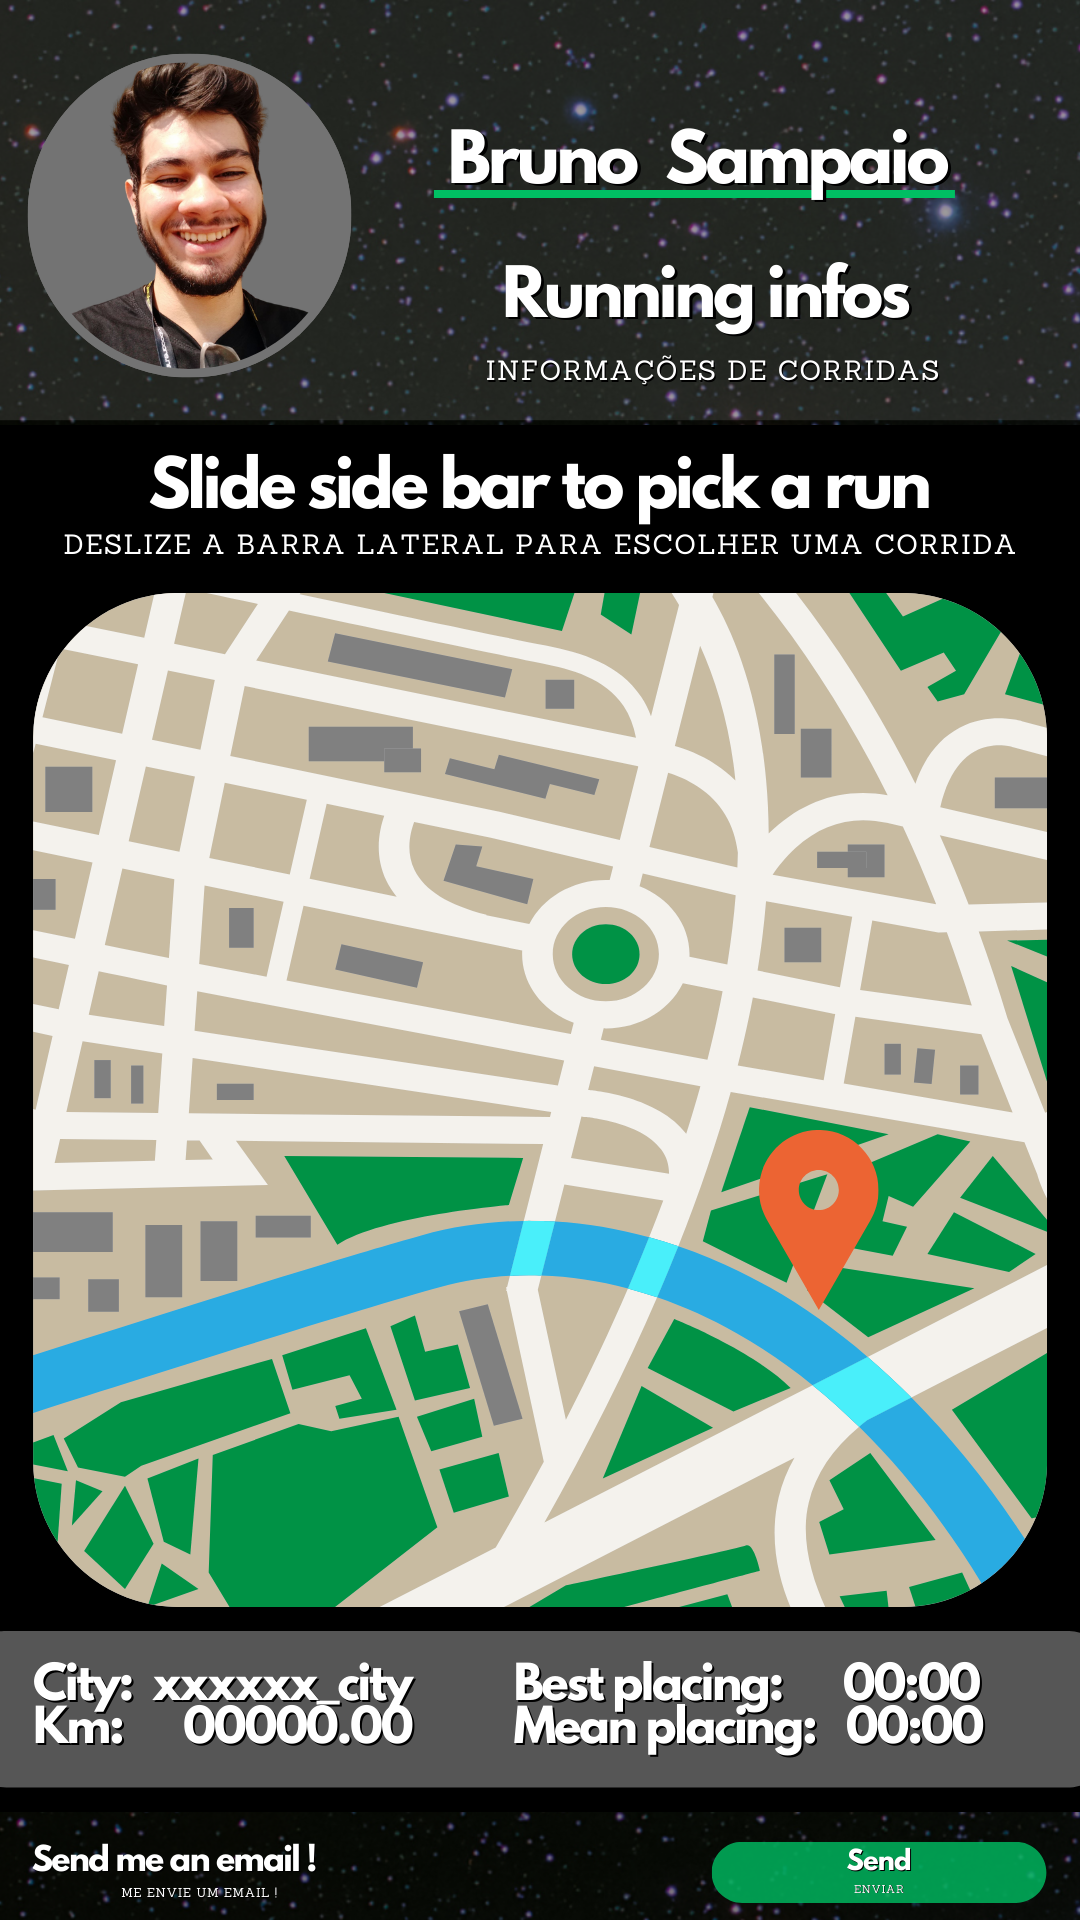 Bruno Sampaio
Running infos
INFORMAÇÕES DE CORRIDAS
Slide side bar to pick a run
DESLIZE A BARRA LATERAL PARA ESCOLHER UMA CORRIDA
City: xxxxxx_city
Km: 00000.00
Best placing: 00:00
Mean placing: 00:00
Send me an email !
ME ENVIE UM EMAIL !
Send
ENVIAR